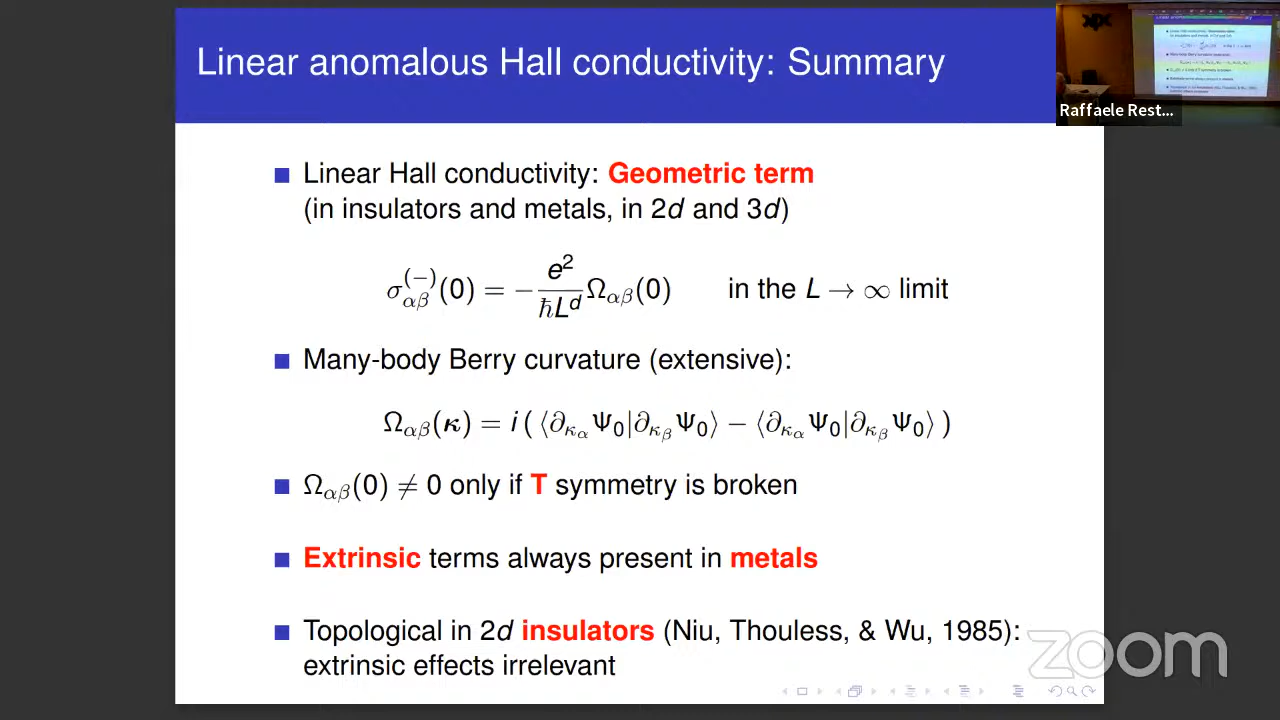 Linear anomalous Hall conductivity: Summary
Raffaele Rest...
Linear Hall conductivity: Geometric term
(in insulators and metals, in 2d and 3d)
σ_{αβ}^{(−)}(0) = −\frac{e^2}{ℏL^d} Ω_{αβ}(0) in the L → ∞ limit
Many-body Berry curvature (extensive):
Ω_{αβ}(κ) = i ( ⟨∂_{κ_α}Ψ_0|∂_{κ_β}Ψ_0⟩ − ⟨∂_{κ_α}Ψ_0|∂_{κ_β}Ψ_0⟩ )
Ω_{αβ}(0) ≠ 0 only if T symmetry is broken
Extrinsic terms always present in metals
Topological in 2d insulators (Niu, Thouless, & Wu, 1985):
extrinsic effects irrelevant
zoom